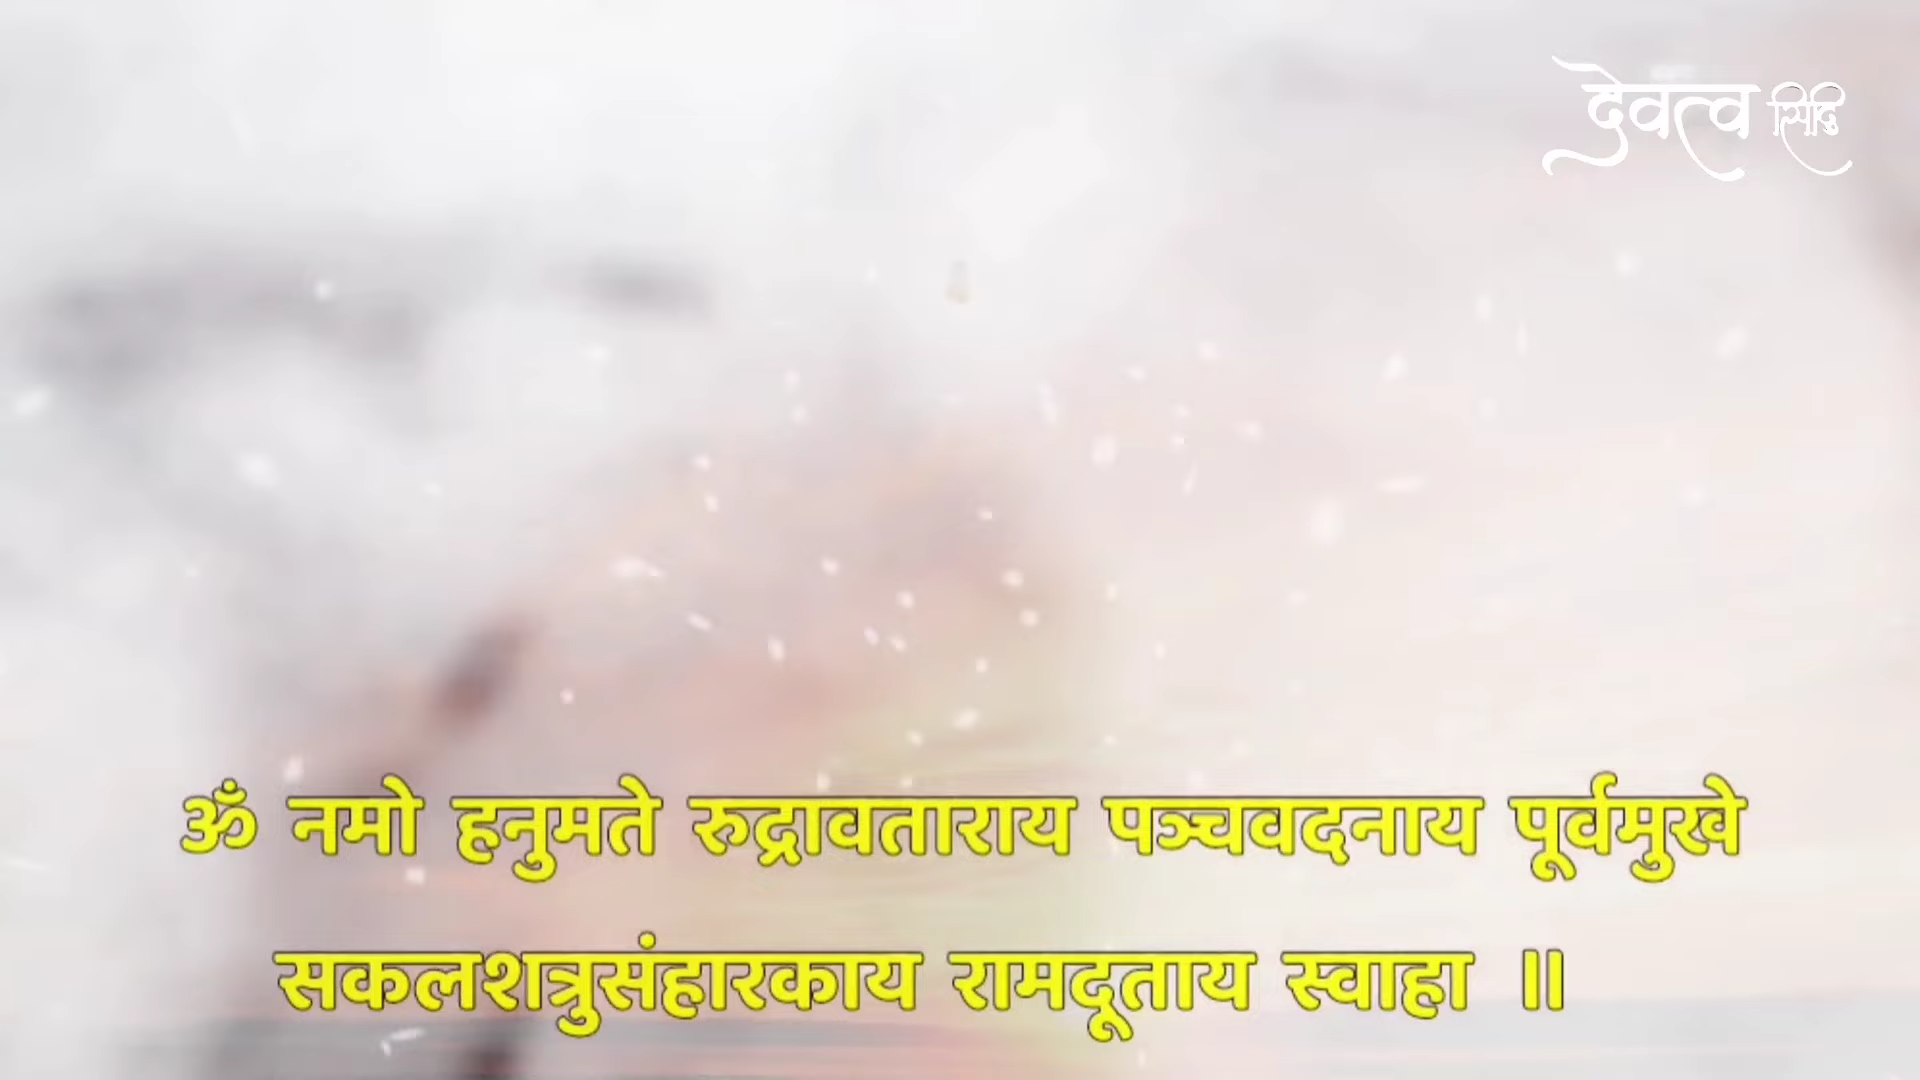 देवत्व सिद्धि
ॐ नमो हनुमते रुद्रावताराय पञ्चवदनाय पूर्वमुखे
सकलशत्रुसंहारकाय रामदूताय स्वाहा ॥